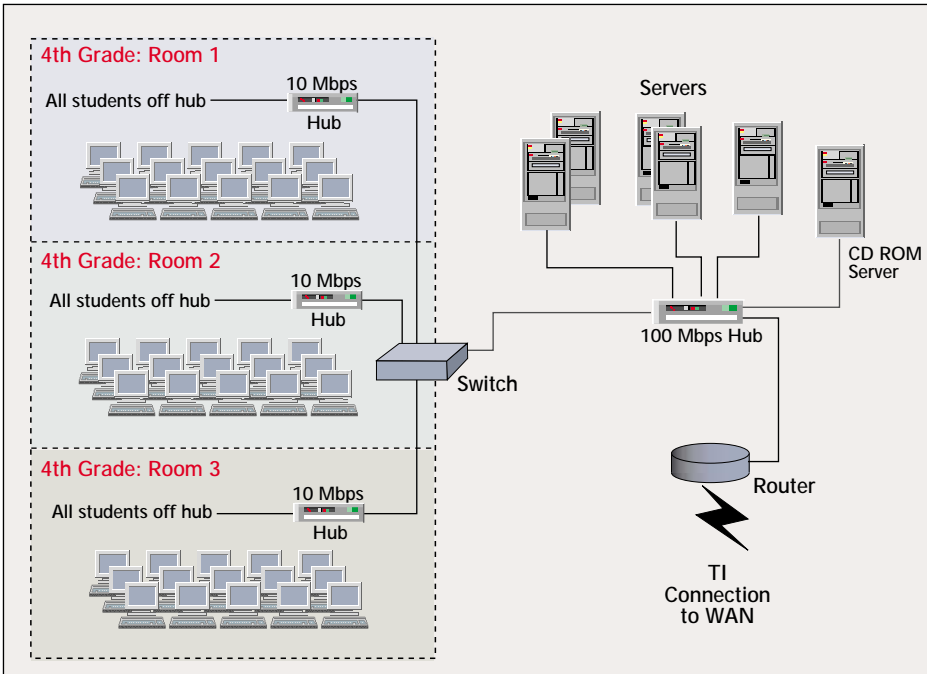 4th Grade: Room 1
10 Mbps
All students off hub
Hub
4th Grade: Room 2
10 Mbps
All students off hub
Hub
4th Grade: Room 3
10 Mbps
All students off hub
Hub
Switch
Servers
CD ROM
Server
100 Mbps Hub
Router
TI
Connection
to WAN